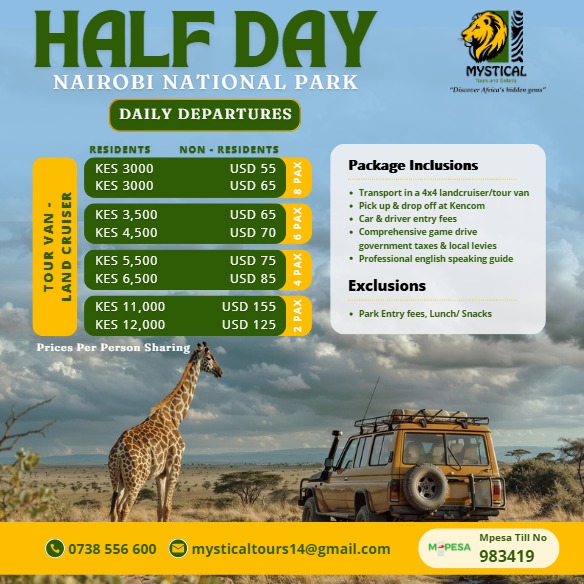 HALF DAY
NAIROBI NATIONAL PARK
DAILY DEPARTURES
MYSTICAL
Tours and Safaris
"Discover Africa's hidden gems"
RESIDENTS NON - RESIDENTS
TOUR VAN -
LAND CRUISER
KES 3000 USD 55
KES 3000 USD 65
8 PAX
KES 3,500 USD 65
KES 4,500 USD 70
6 PAX
KES 5,500 USD 75
KES 6,500 USD 85
4 PAX
KES 11,000 USD 155
KES 12,000 USD 125
2 PAX
Prices Per Person Sharing
Package Inclusions
• Transport in a 4x4 landcruiser/tour van
• Pick up & drop off at Kencom
• Car & driver entry fees
• Comprehensive game drive
government taxes & local levies
• Professional english speaking guide
Exclusions
• Park Entry fees, Lunch/ Snacks
0738 556 600
mysticaltours14@gmail.com
M-PESA
Mpesa Till No
983419